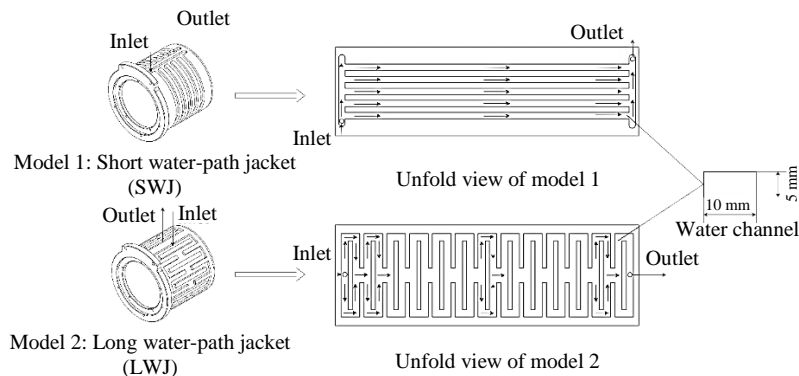 Outlet
Inlet
Model 1: Short water-path jacket
(SWJ)
Outlet
Inlet
Unfold view of model 1
10 mm
5 mm
Water channel
Outlet Inlet
Model 2: Long water-path jacket
(LWJ)
Inlet
Outlet
Unfold view of model 2